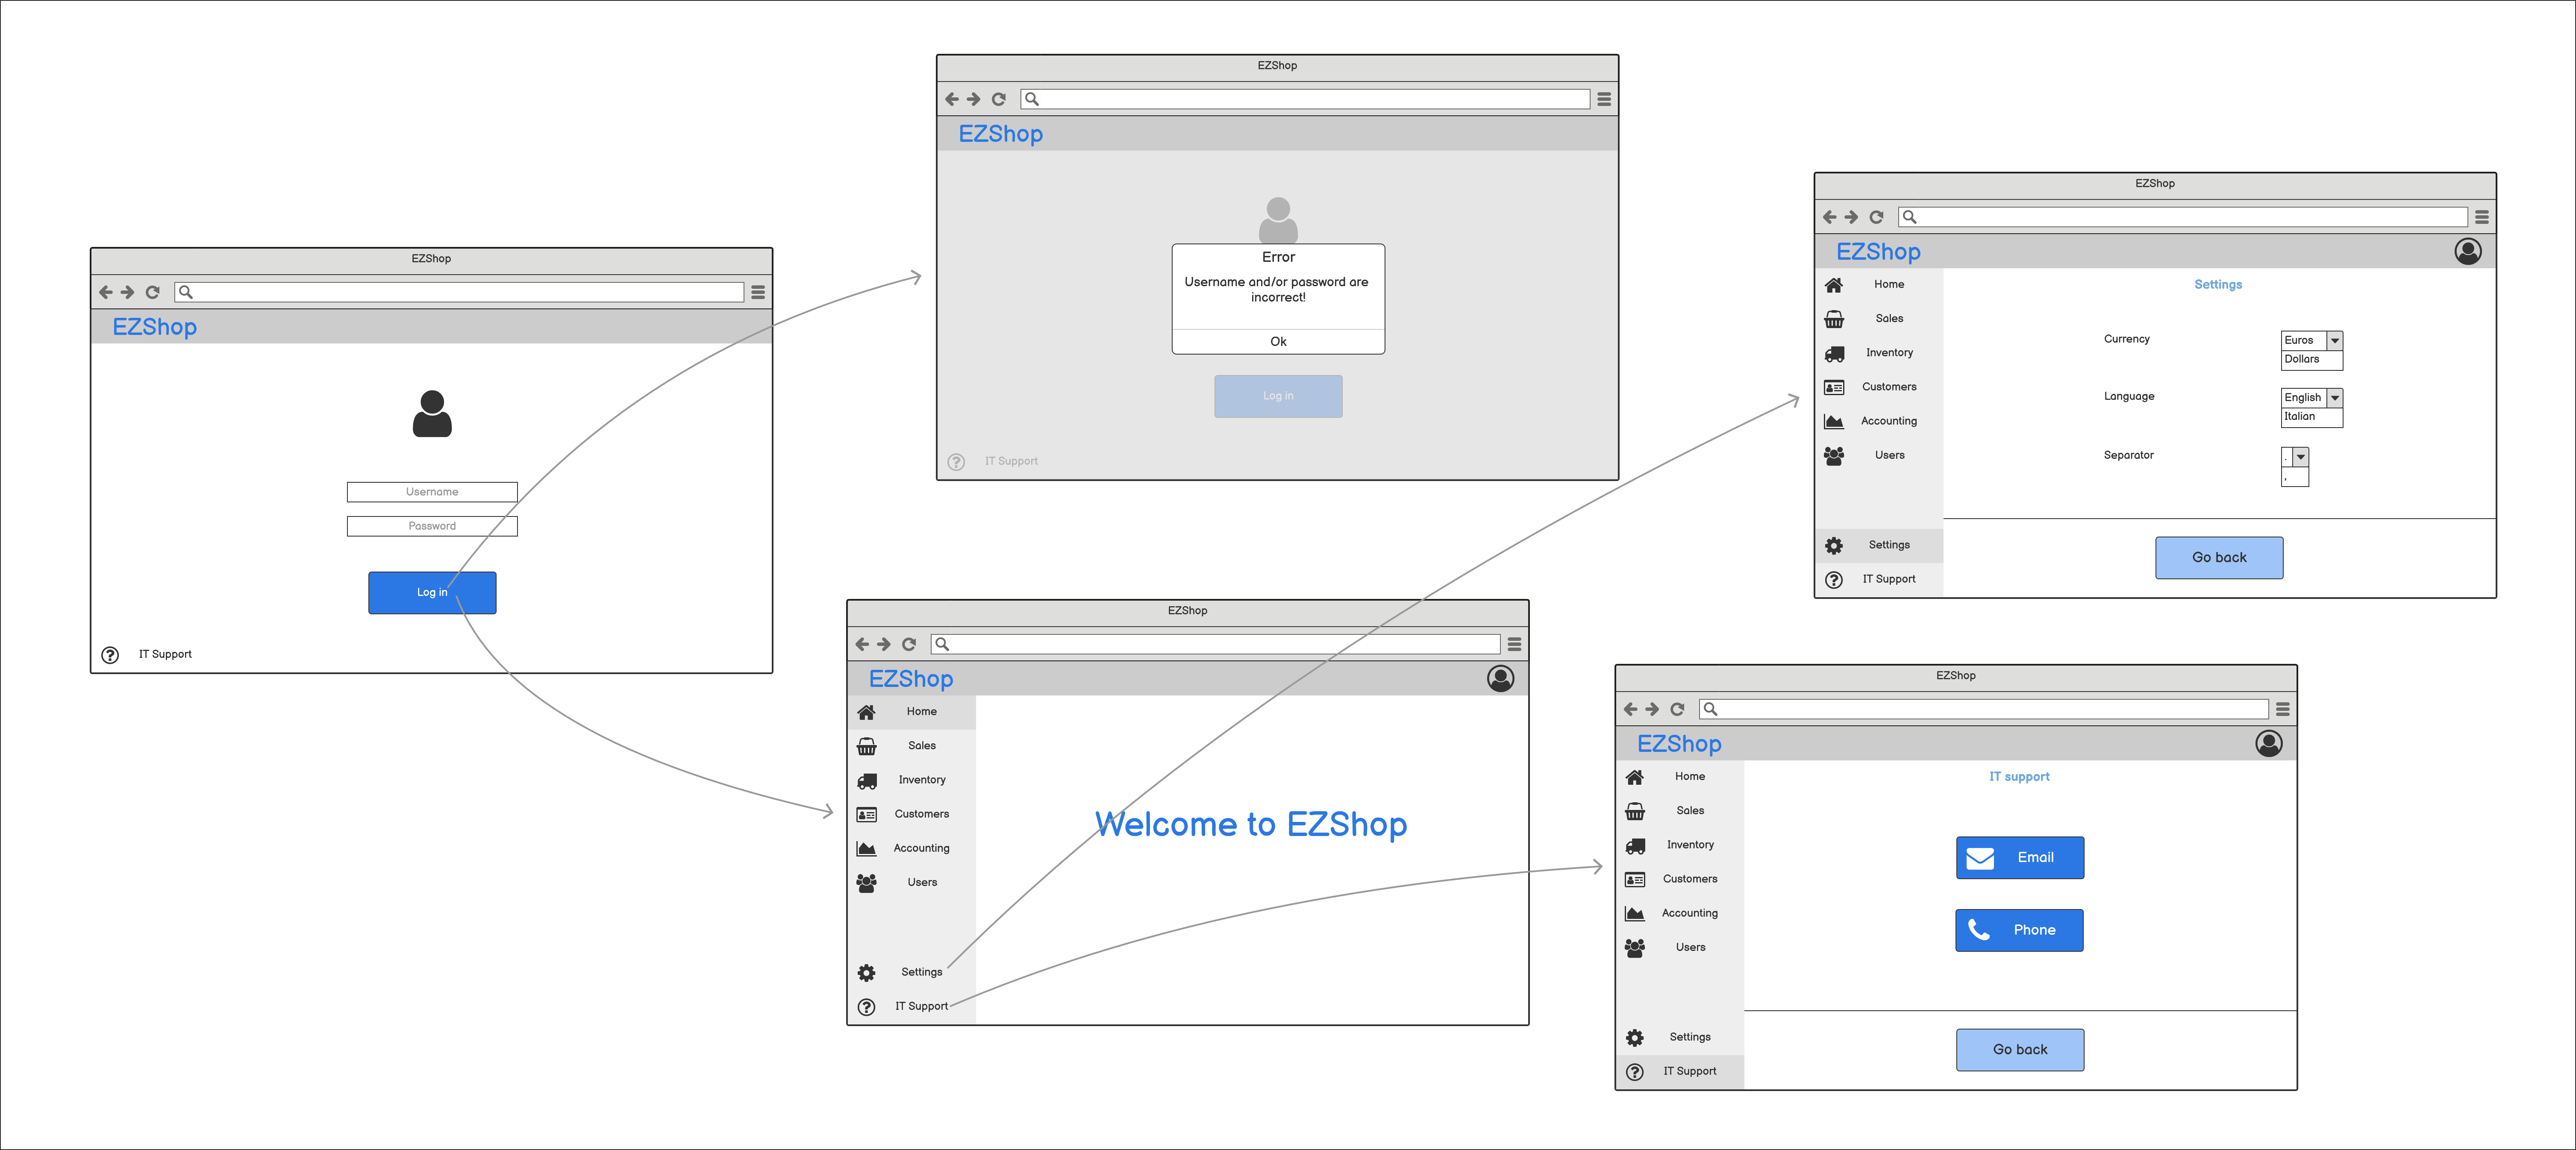 EZShop
EZShop
Username
Password
Log in
IT Support
EZShop
EZShop
Error
Username and/or password are
incorrect!
Ok
Log in
IT Support
EZShop
EZShop
Home
Sales
Inventory
Customers
Accounting
Users
Settings
IT Support
Welcome to EZShop
EZShop
EZShop
Home
Sales
Inventory
Customers
Accounting
Users
Settings
IT Support
Settings
Currency
Euros
Dollars
Language
English
Italian
Separator
.
,
Go back
EZShop
EZShop
Home
Sales
Inventory
Customers
Accounting
Users
Settings
IT Support
IT support
Email
Phone
Go back